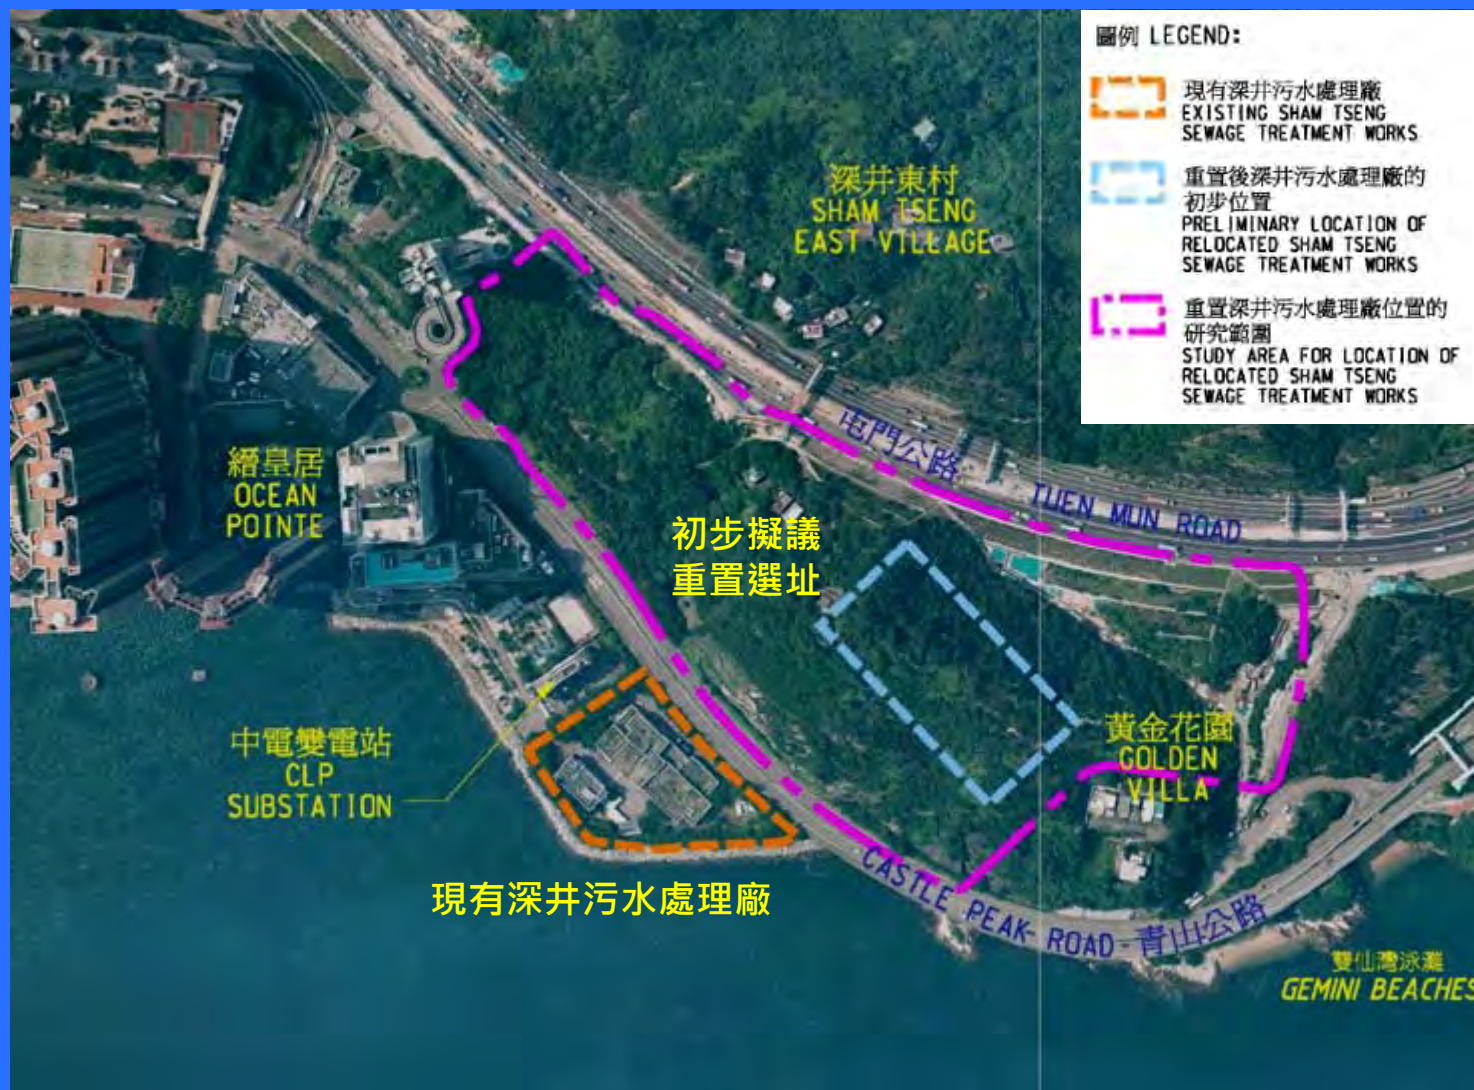 圖例 LEGEND:
現有深井污水處理廠
EXISTING SHAM TSENG
SEWAGE TREATMENT WORKS
重置後深井污水處理廠的
初步位置
PRELIMINARY LOCATION OF
RELOCATED SHAM TSENG
SEWAGE TREATMENT WORKS
重置深井污水處理廠位置的
研究範圍
STUDY AREA FOR LOCATION OF
RELOCATED SHAM TSENG
SEWAGE TREATMENT WORKS
深井東村
SHAM TSENG
EAST VILLAGE
屯門公路 TUEN MUN ROAD
縉皇居
OCEAN
POINTE
初步擬議
重置選址
中電變電站
CLP
SUBSTATION
黃金花園
GOLDEN
VILLA
現有深井污水處理廠
CASTLE PEAK ROAD - 青山公路
雙仙灣泳灘
GEMINI BEACHES